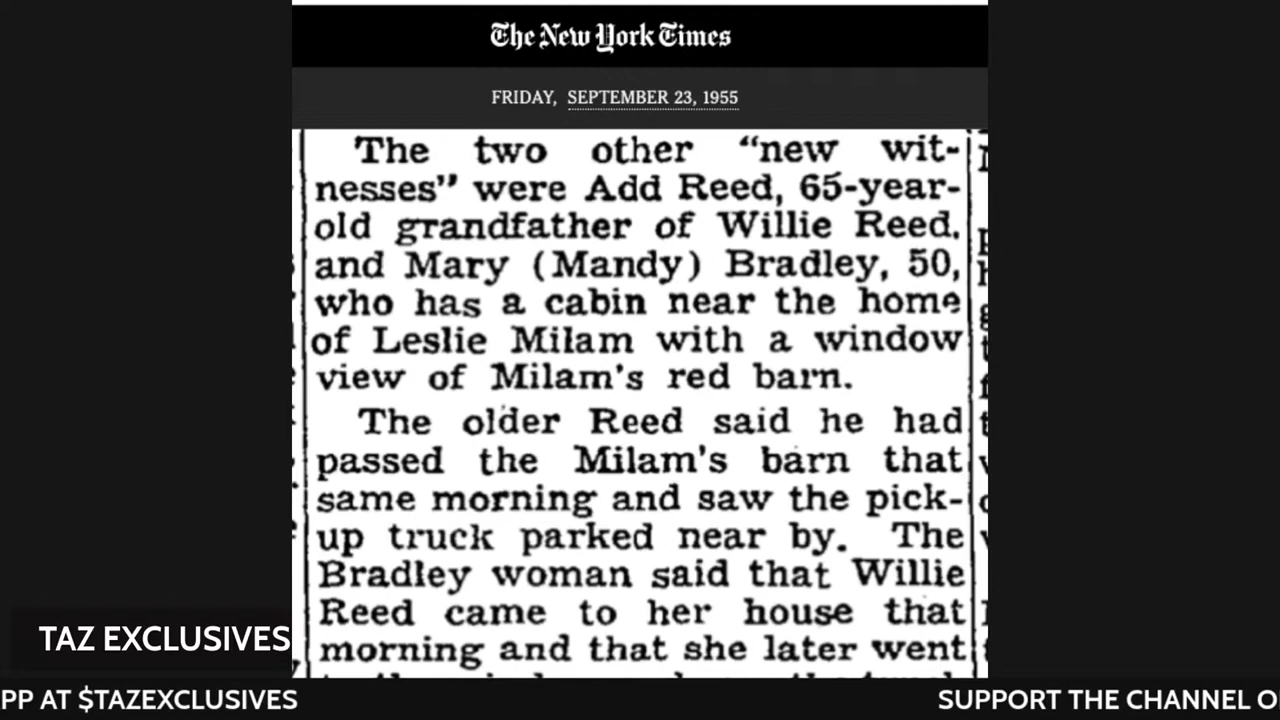 The New York Times
FRIDAY, SEPTEMBER 23, 1955
The two other "new wit-
nesses" were Add Reed, 65-year-
old grandfather of Willie Reed,
and Mary (Mandy) Bradley, 50,
who has a cabin near the home
of Leslie Milam with a window
view of Milam's red barn.
The older Reed said he had
passed the Milam's barn that
same morning and saw the pick-
up truck parked near by. The
Bradley woman said that Willie
Reed came to her house that
morning and that she later went
TAZ EXCLUSIVES
PP AT $TAZEXCLUSIVES
SUPPORT THE CHANNEL O